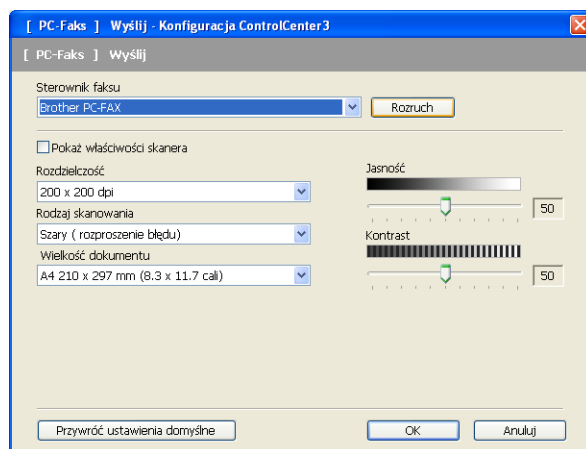 [ PC-Faks ] Wyślij - Konfiguracja ControlCenter3
[ PC-Faks ] Wyślij
Sterownik faksu
Brother PC-FAX
Rozruch
Pokaż właściwości skanera
Rozdzielczość
200 x 200 dpi
Rodzaj skanowania
Szary ( rozproszenie błędu)
Wielkość dokumentu
A4 210 x 297 mm (8.3 x 11.7 cali)
Jasność
50
Kontrast
50
Przywróć ustawienia domyślne
OK
Anuluj